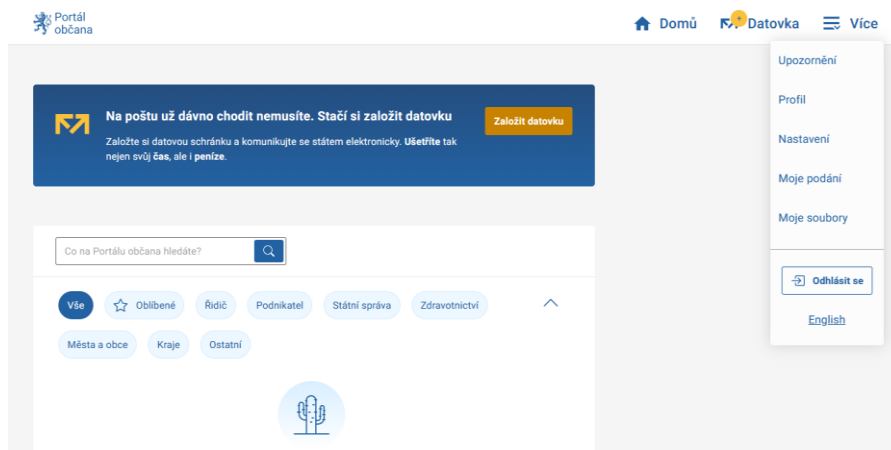 Portál
občana
Domů
Datovka
Více
Upozornění
Profil
Nastavení
Moje podání
Moje soubory
Odhlásit se
English
Na poštu už dávno chodit nemusíte. Stačí si založit datovku
Založte si datovou schránku a komunikujte se státem elektronicky. Ušetříte tak
nejen svůj čas, ale i peníze.
Založit datovku
Co na Portálu občana hledáte?
Vše
Oblíbené
Řidič
Podnikatel
Státní správa
Zdravotnictví
Města a obce
Kraje
Ostatní